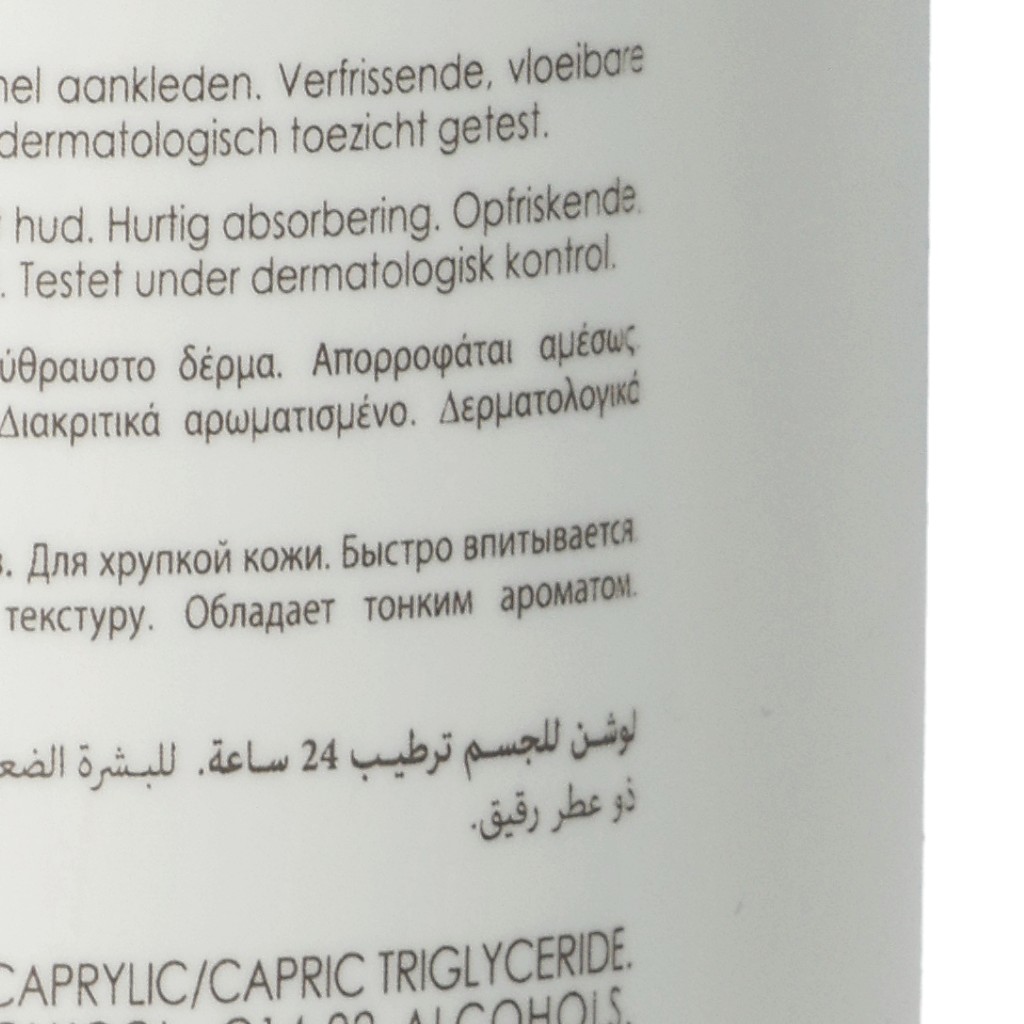 aankleden. Verfrissende, vloeibare
dermatologisch toezicht getest.
hud. Hurtig absorbering. Opfriskende,
. Testet under dermatologisk kontrol.
ύθραυστο δέρμα. Απορροφάται αμέσως
Διακριτικά αρωματισμένο. Δερματολογικά
. Для хрупкой кожи. Быстро впитывается
текстуру. Обладает тонким ароматом.
لوشن للجسم ترطيب 24 ساعة. للبشرة الضع
ذو عطر رقيق.
CAPRYLIC/CAPRIC TRIGLYCERIDE.
ALCOHOLS.